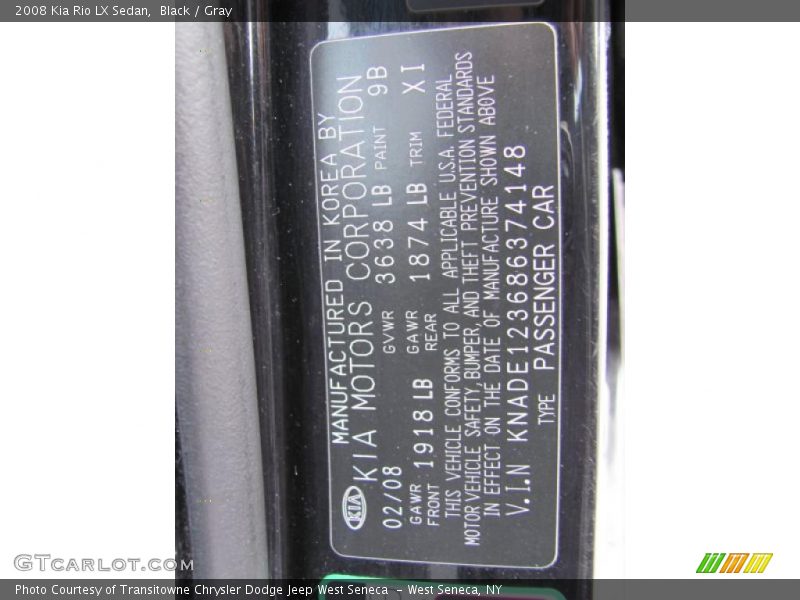 2008 Kia Rio LX Sedan, Black / Gray
MANUFACTURED IN KOREA BY
KIA KIA MOTORS CORPORATION
02/08 GVWR 3638 LB PAINT 9B
GAWR FRONT 1918 LB GAWR REAR 1874 LB TRIM XI
THIS VEHICLE CONFORMS TO ALL APPLICABLE U.S.A. FEDERAL
MOTOR VEHICLE SAFETY, BUMPER, AND THEFT PREVENTION STANDARDS
IN EFFECT ON THE DATE OF MANUFACTURE SHOWN ABOVE
V.I.N KNADE123686374148
TYPE PASSENGER CAR
GTCarLot.com
Photo Courtesy of Transitowne Chrysler Dodge Jeep West Seneca - West Seneca, NY